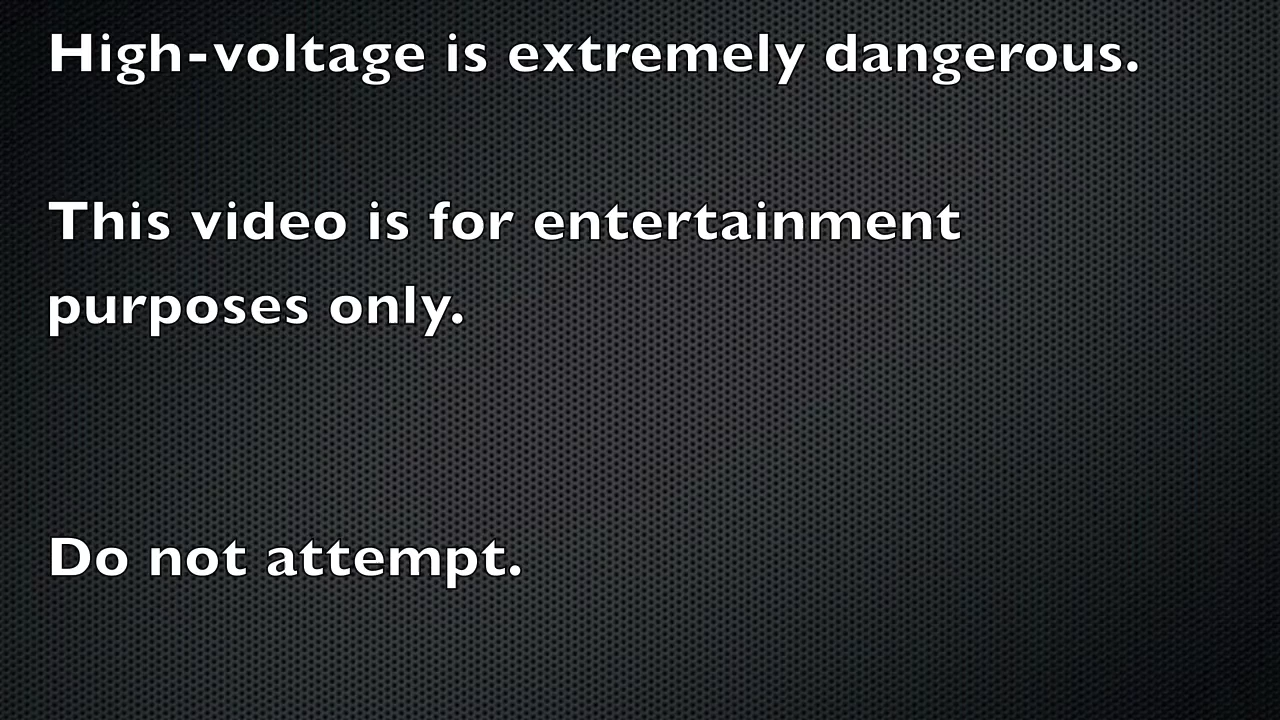 High-voltage is extremely dangerous.
This video is for entertainment
purposes only.
Do not attempt.